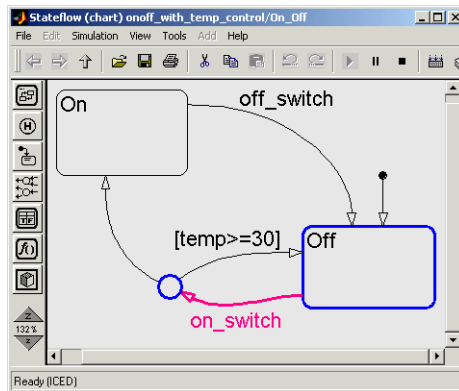 Stateflow (chart) onoff_with_temp_control/On_Off
File Edit Simulation View Tools Add Help
On
off_switch
[temp>=30]
Off
on_switch
H
f()
Z
132%
z
Ready (ICED)